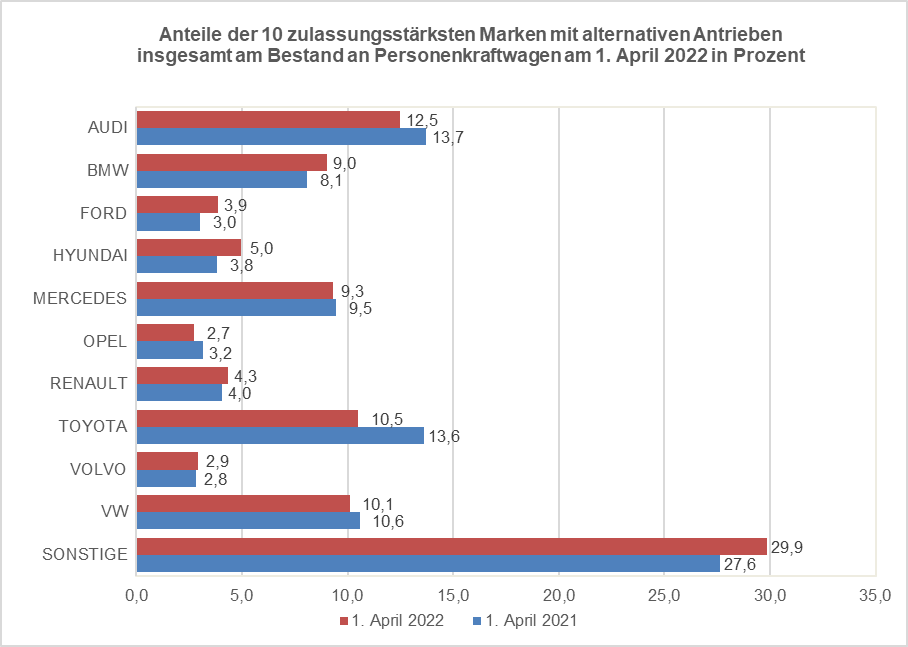 Anteile der 10 zulassungsstärksten Marken mit alternativen Antrieben
insgesamt am Bestand an Personenkraftwagen am 1. April 2022 in Prozent
AUDI
12,5
13,7
BMW
9,0
8,1
FORD
3,9
3,0
HYUNDAI
5,0
3,8
MERCEDES
9,3
9,5
OPEL
2,7
3,2
RENAULT
4,3
4,0
TOYOTA
10,5
13,6
VOLVO
2,9
2,8
VW
10,1
10,6
SONSTIGE
29,9
27,6
0,0 5,0 10,0 15,0 20,0 25,0 30,0 35,0
1. April 2022 1. April 2021